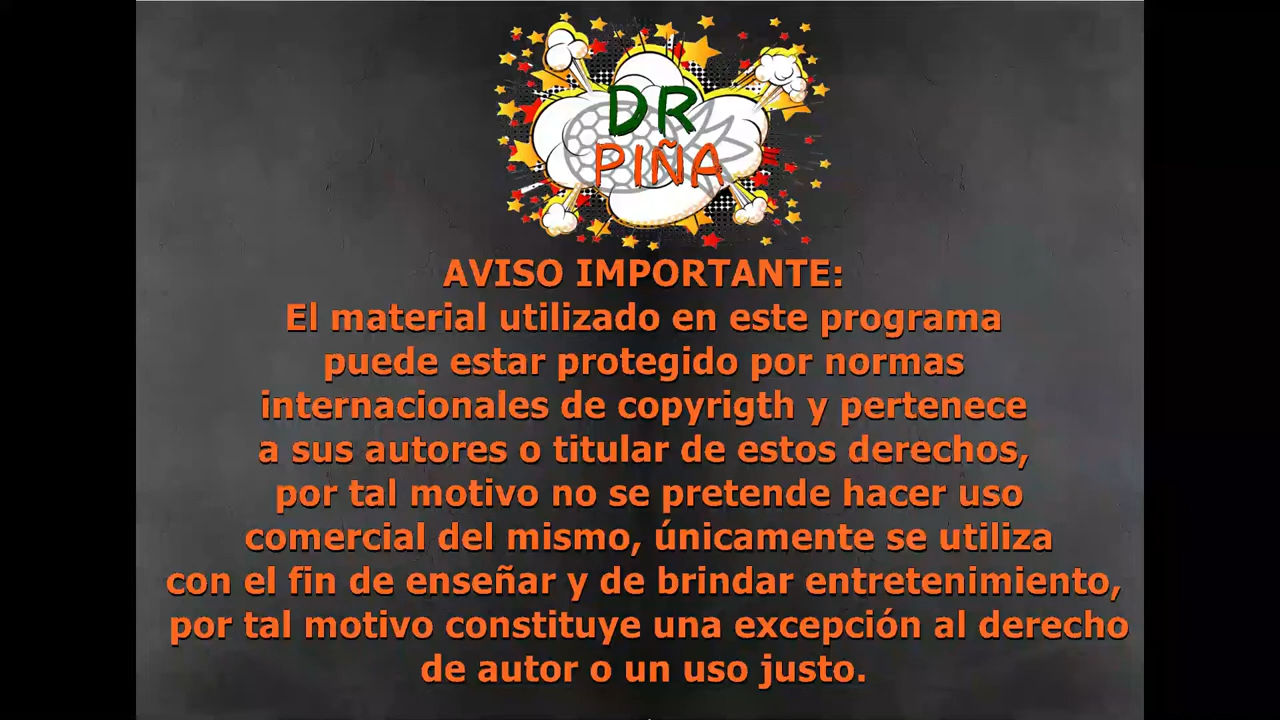 DR
PIÑA
AVISO IMPORTANTE:
El material utilizado en este programa
puede estar protegido por normas
internacionales de copyrigth y pertenece
a sus autores o titular de estos derechos,
por tal motivo no se pretende hacer uso
comercial del mismo, únicamente se utiliza
con el fin de enseñar y de brindar entretenimiento,
por tal motivo constituye una excepción al derecho
de autor o un uso justo.